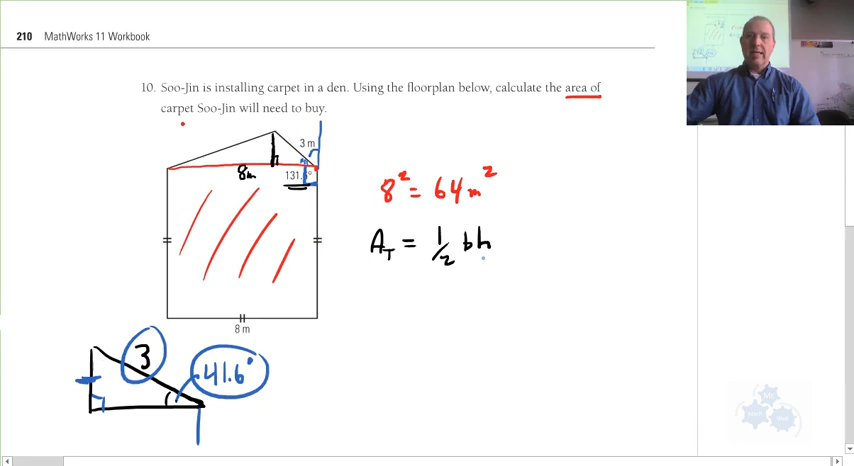 210 MathWorks 11 Workbook
10. Soo-Jin is installing carpet in a den. Using the floorplan below, calculate the area of
carpet Soo-Jin will need to buy.
3 m
h
8m
131.6°
8² = 64 m²
A_T = 1/2 bh
8 m
3
41.6°